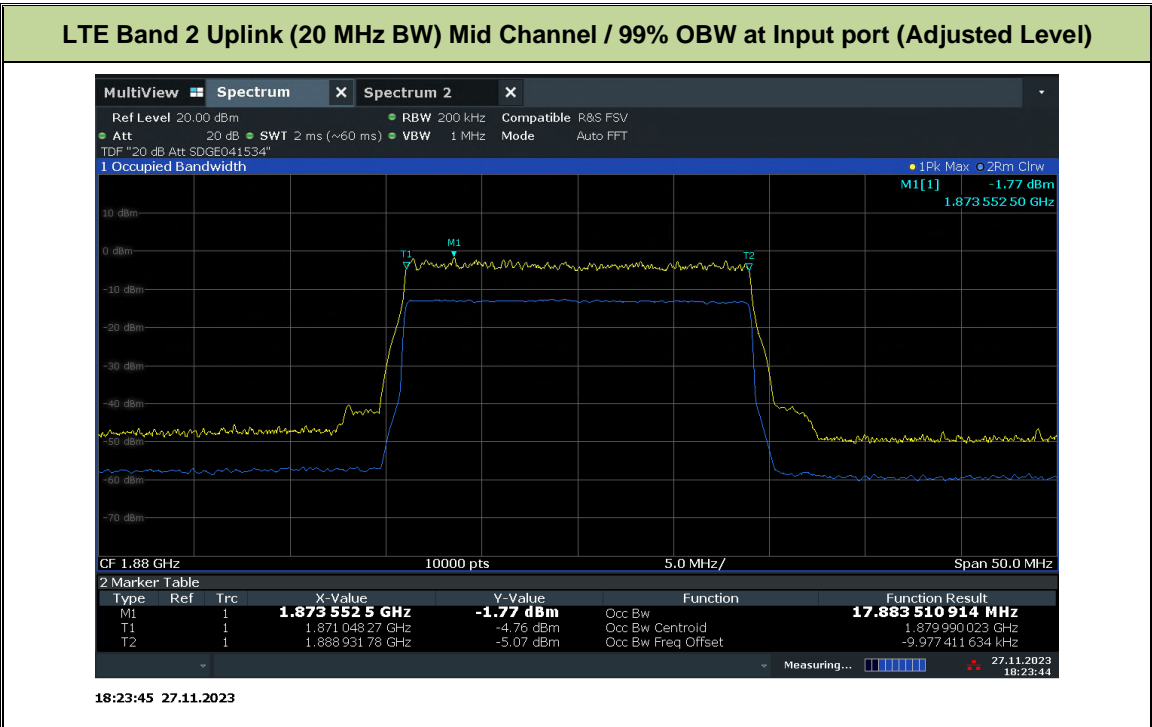 LTE Band 2 Uplink (20 MHz BW) Mid Channel / 99% OBW at Input port (Adjusted Level)
MultiView Spectrum X Spectrum 2 X
Ref Level 20.00 dBm RBW 200 kHz Compatible R&S FSV
Att 20 dB SWT 2 ms (~60 ms) VBW 1 MHz Mode Auto FFT
TDF "20 dB Att SDGE041534"
1 Occupied Bandwidth 1Pk Max 2Rm Clrw
M1[1] -1.77 dBm
1.873 552 50 GHz
10 dBm
M1
0 dBm T1 T2
-10 dBm
-20 dBm
-30 dBm
-40 dBm
-50 dBm
-60 dBm
-70 dBm
CF 1.88 GHz 10000 pts 5.0 MHz/ Span 50.0 MHz
2 Marker Table
Type Ref Trc X-Value Y-Value Function Function Result
M1 1 1.873 552 5 GHz -1.77 dBm Occ Bw 17.883 510 914 MHz
T1 1 1.871 048 27 GHz -4.76 dBm Occ Bw Centroid 1.879 990 023 GHz
T2 1 1.888 931 78 GHz -5.07 dBm Occ Bw Freq Offset -9.977 411 634 kHz
Measuring... 27.11.2023
18:23:44
18:23:45 27.11.2023